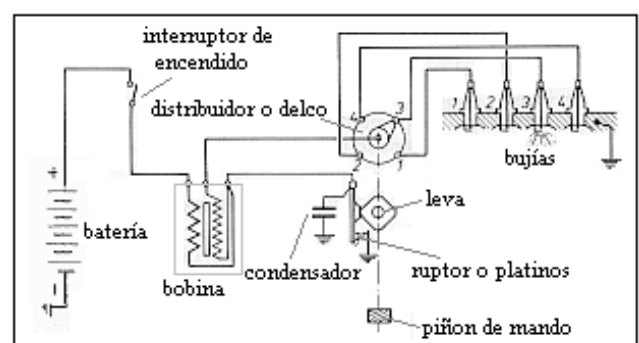 interruptor de
encendido
distribuidor o delco
4
3
2
1
1
2
3
4
bujías
+
batería
-
bobina
condensador
leva
ruptor o platinos
piñon de mando